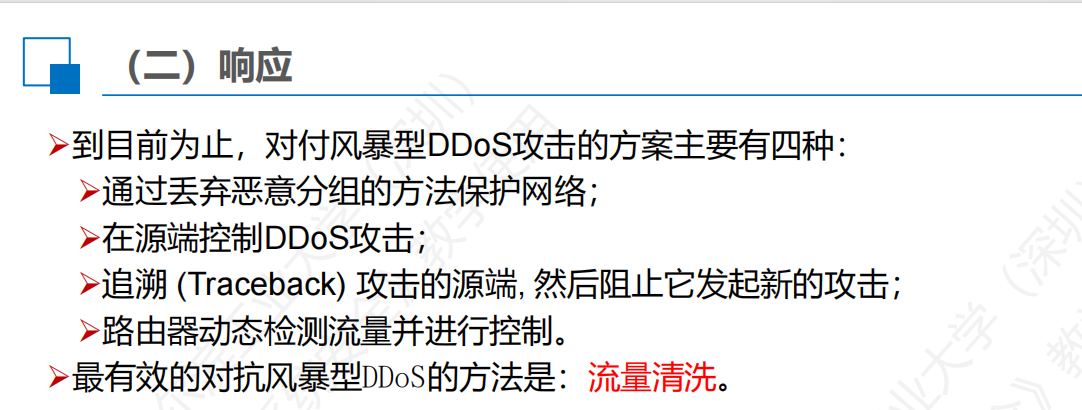 （二）响应
到目前为止，对付风暴型DDoS攻击的方案主要有四种：
通过丢弃恶意分组的方法保护网络；
在源端控制DDoS攻击；
追溯 (Traceback) 攻击的源端, 然后阻止它发起新的攻击；
路由器动态检测流量并进行控制。
最有效的对抗风暴型DDoS的方法是：流量清洗。